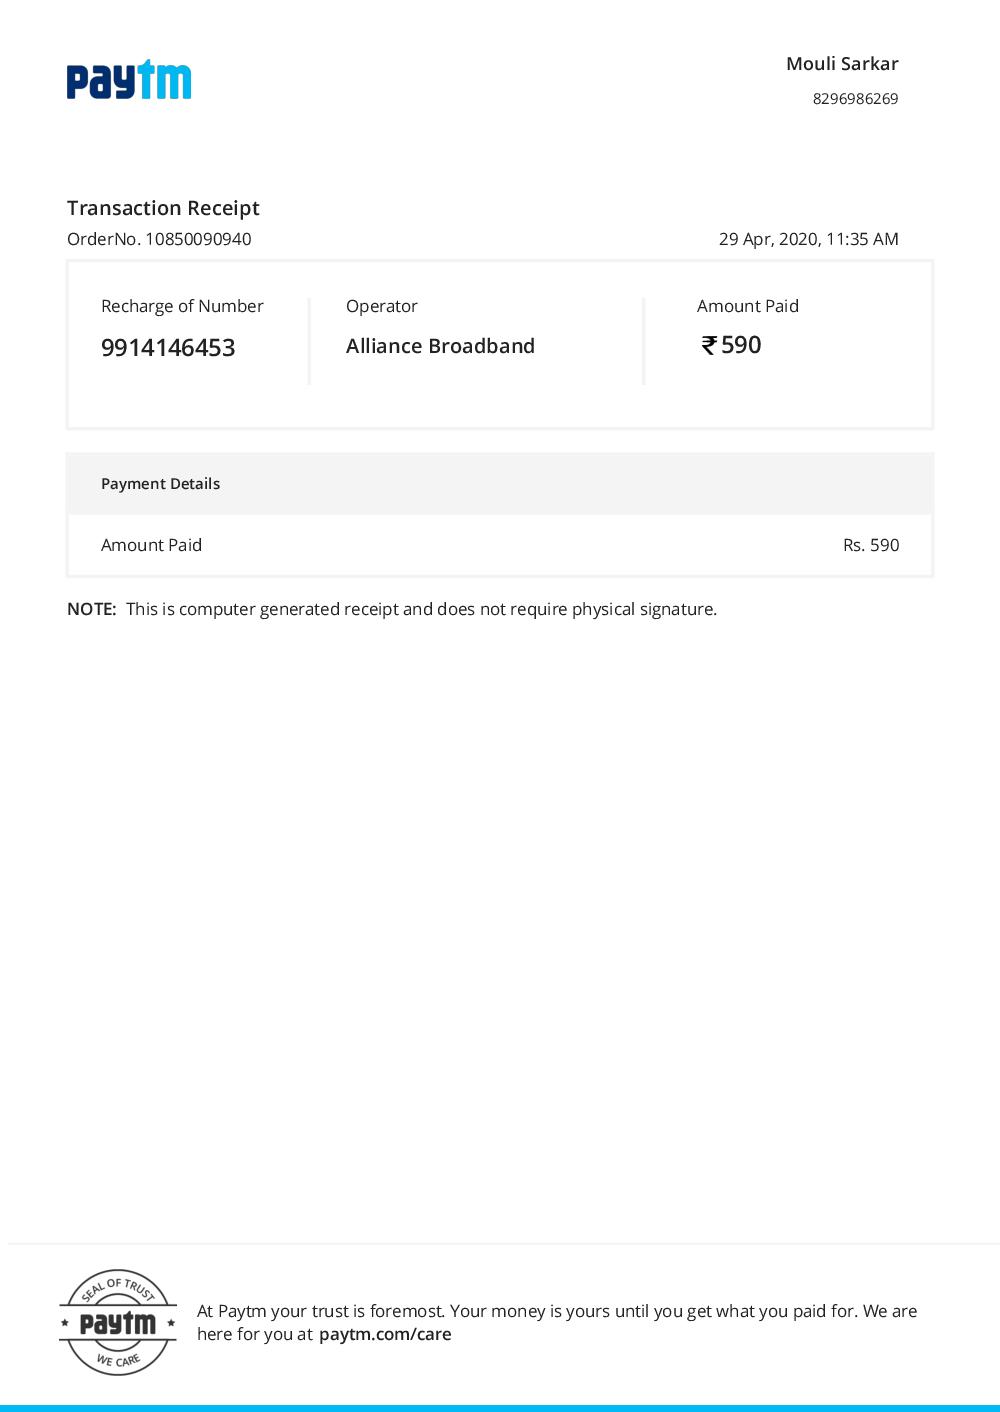 paytm
Mouli Sarkar
8296986269
Transaction Receipt
OrderNo. 10850090940
29 Apr, 2020, 11:35 AM
Recharge of Number
9914146453
Operator
Alliance Broadband
Amount Paid
₹ 590
Payment Details
Amount Paid
Rs. 590
NOTE: This is computer generated receipt and does not require physical signature.
SEAL OF TRUST
paytm
WE CARE
At Paytm your trust is foremost. Your money is yours until you get what you paid for. We are
here for you at paytm.com/care